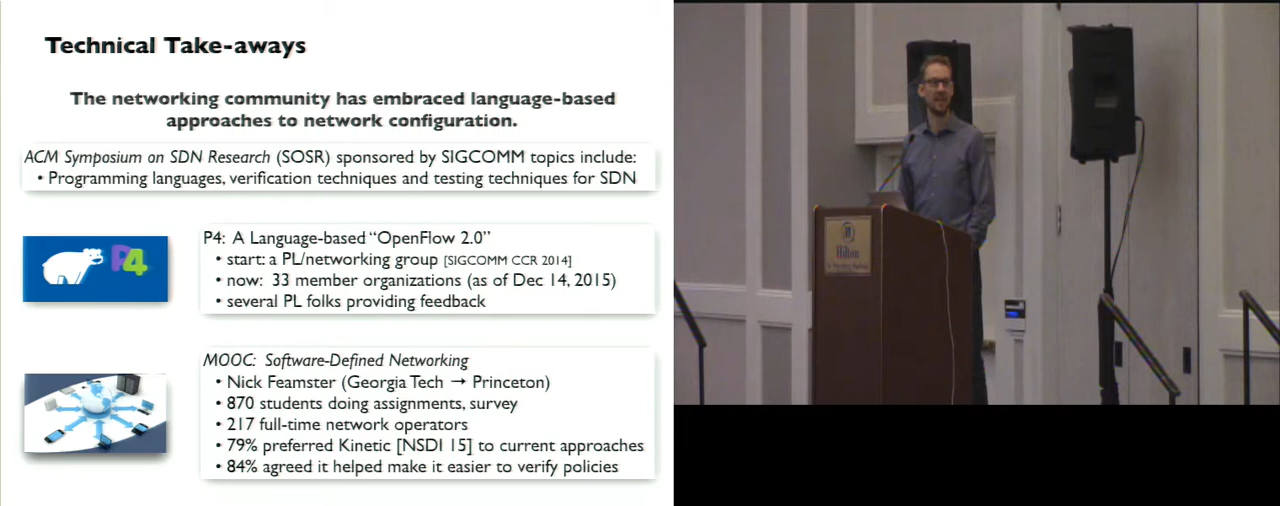 Technical Take-aways
The networking community has embraced language-based
approaches to network configuration.
ACM Symposium on SDN Research (SOSR) sponsored by SIGCOMM topics include:
• Programming languages, verification techniques and testing techniques for SDN
P4
P4: A Language-based “OpenFlow 2.0”
• start: a PL/networking group [SIGCOMM CCR 2014]
• now: 33 member organizations (as of Dec 14, 2015)
• several PL folks providing feedback
MOOC: Software-Defined Networking
• Nick Feamster (Georgia Tech → Princeton)
• 870 students doing assignments, survey
• 217 full-time network operators
• 79% preferred Kinetic [NSDI 15] to current approaches
• 84% agreed it helped make it easier to verify policies
Hilton